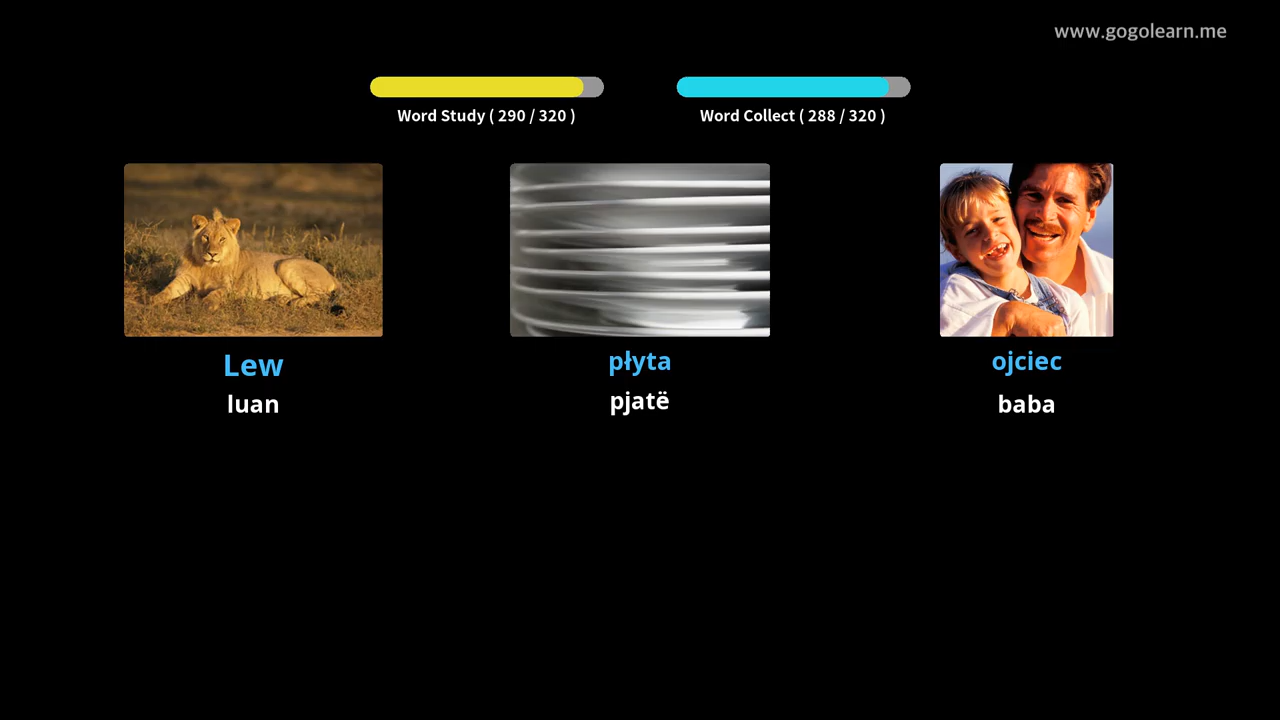 www.gogolearn.me
Word Study ( 290 / 320 )
Word Collect ( 288 / 320 )
Lew
luan
płyta
pjatë
ojciec
baba